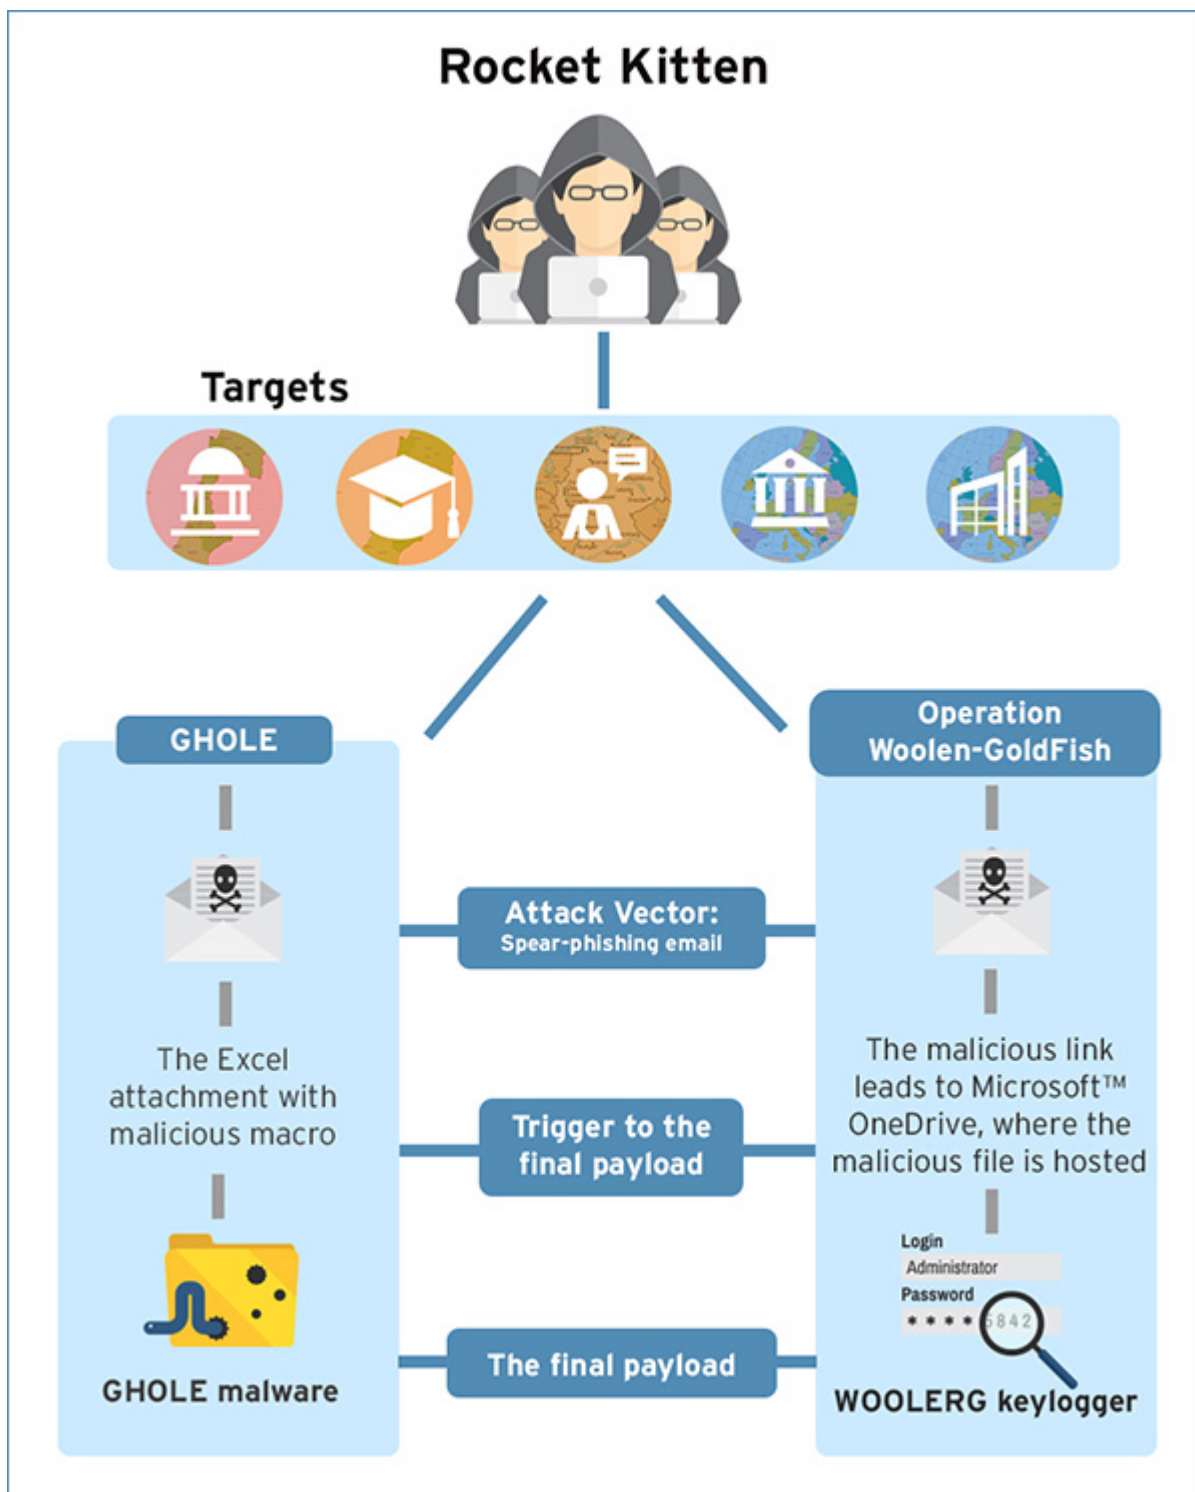 Rocket Kitten
Targets
GHOLE
The Excel
attachment with
malicious macro
GHOLE malware
Attack Vector:
Spear-phishing email
Trigger to the
final payload
The final payload
Operation
Woolen-GoldFish
The malicious link
leads to Microsoft™
OneDrive, where the
malicious file is hosted
Login
Administrator
Password
* * * * 6842
WOOLERG keylogger